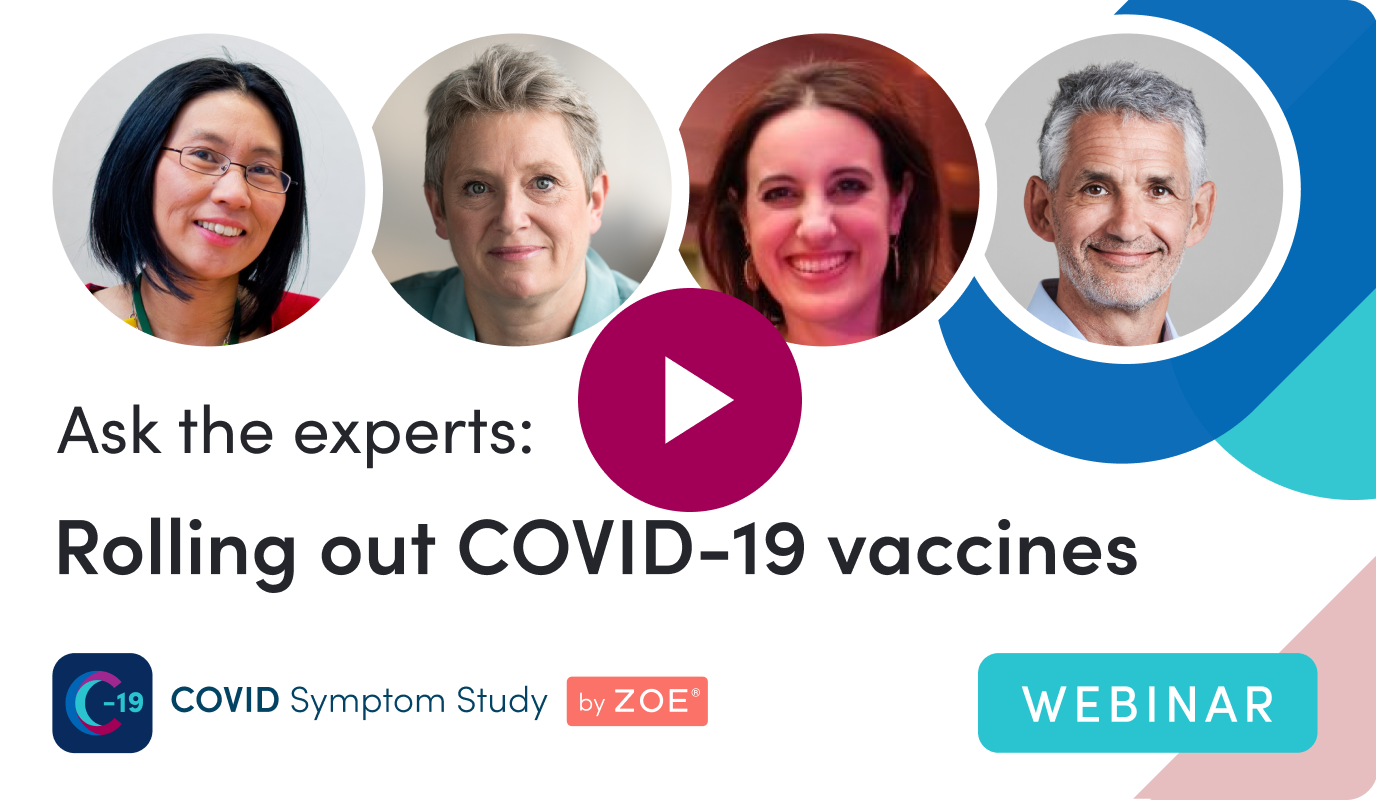 Ask the experts:
Rolling out COVID-19 vaccines
C-19 COVID Symptom Study by ZOE®
WEBINAR